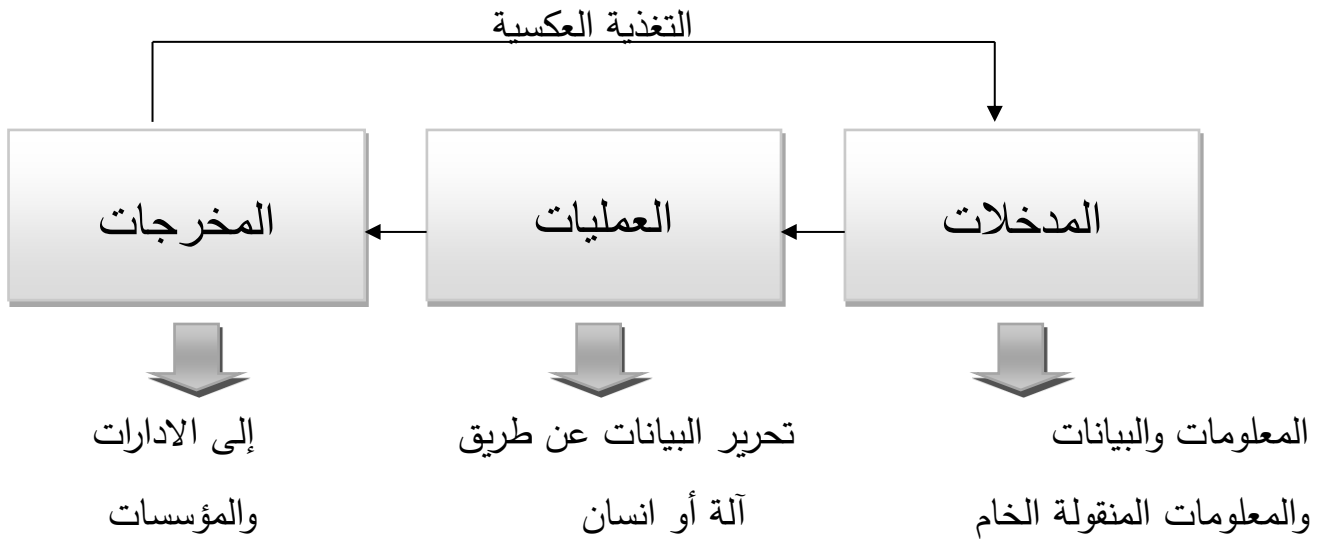 التغذية العكسية
المدخلات
العمليات
المخرجات
المعلومات والبيانات
والمعلومات المنقولة الخام
تحرير البيانات عن طريق
آلة أو انسان
إلى الادارات
والمؤسسات